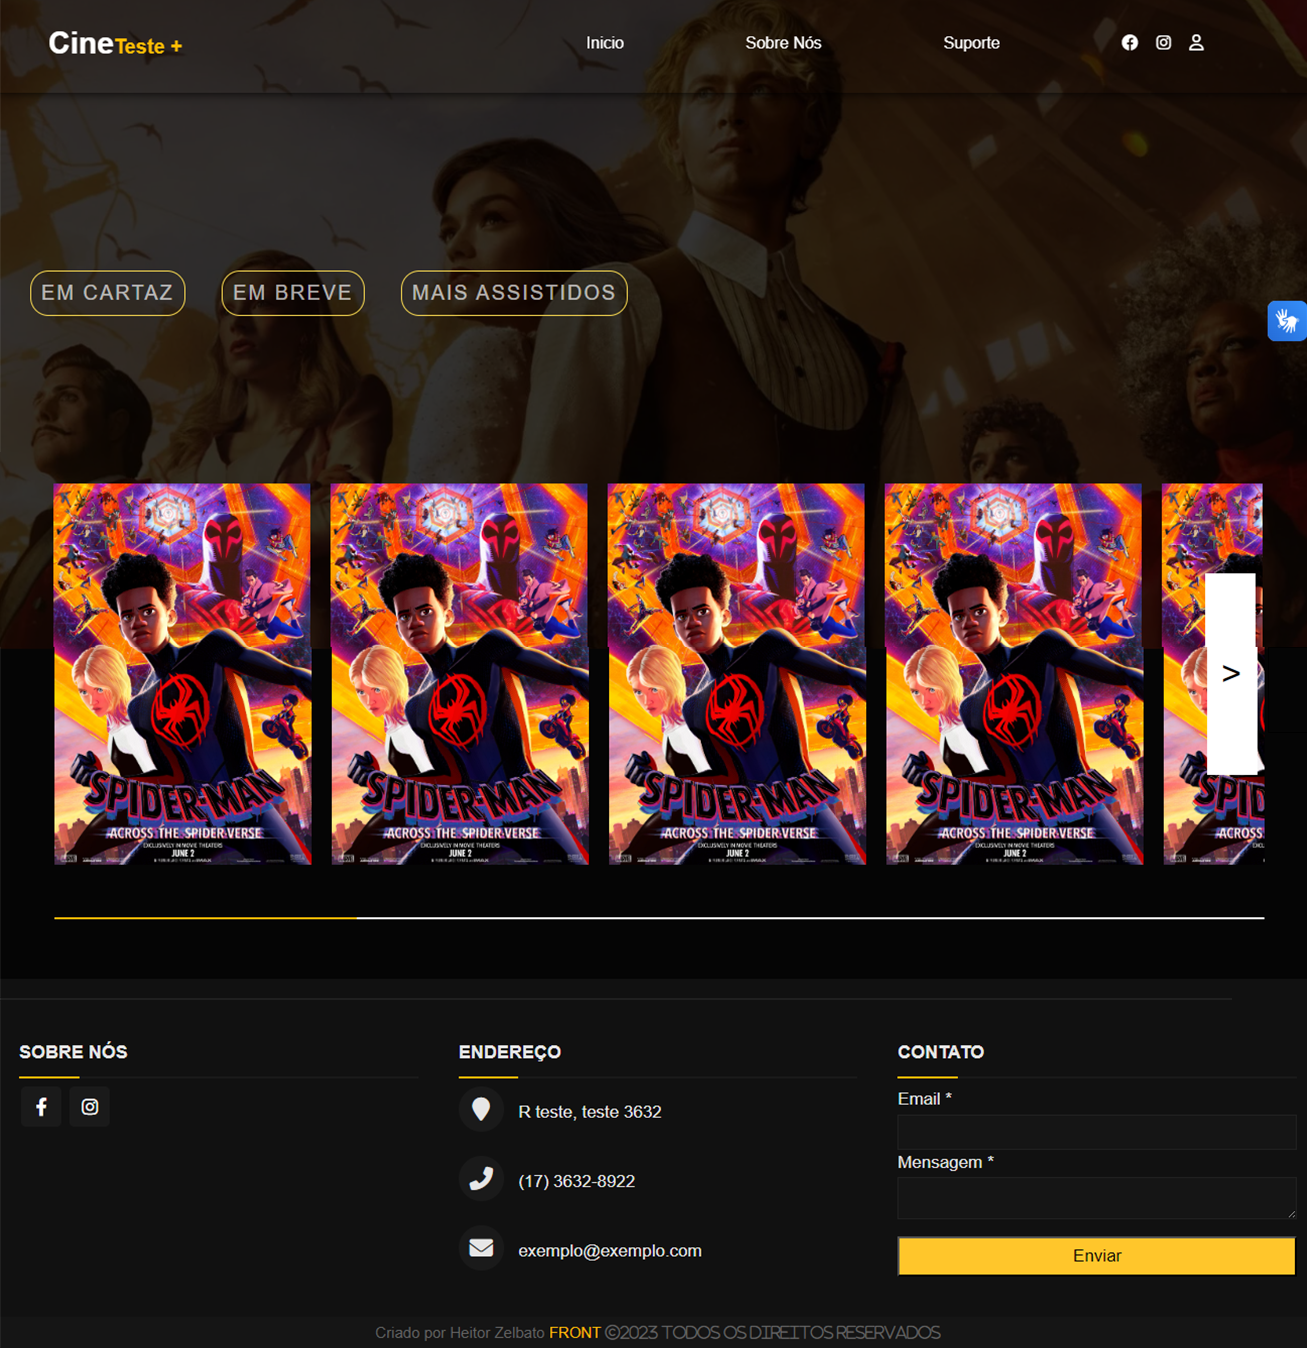 CineTeste +
Inicio
Sobre Nós
Suporte
EM CARTAZ
EM BREVE
MAIS ASSISTIDOS
SPIDER-MAN
ACROSS THE SPIDER-VERSE
EXCLUSIVELY IN MOVIE THEATERS
JUNE 2
SPIDER-MAN
ACROSS THE SPIDER-VERSE
EXCLUSIVELY IN MOVIE THEATERS
JUNE 2
SPIDER-MAN
ACROSS THE SPIDER-VERSE
EXCLUSIVELY IN MOVIE THEATERS
JUNE 2
SPIDER-MAN
ACROSS THE SPIDER-VERSE
EXCLUSIVELY IN MOVIE THEATERS
JUNE 2
>
SPID
ACROSS
SOBRE NÓS
ENDEREÇO
R teste, teste 3632
(17) 3632-8922
exemplo@exemplo.com
CONTATO
Email *
Mensagem *
Enviar
Criado por Heitor Zelbato FRONT ©2023 TODOS OS DIREITOS RESERVADOS